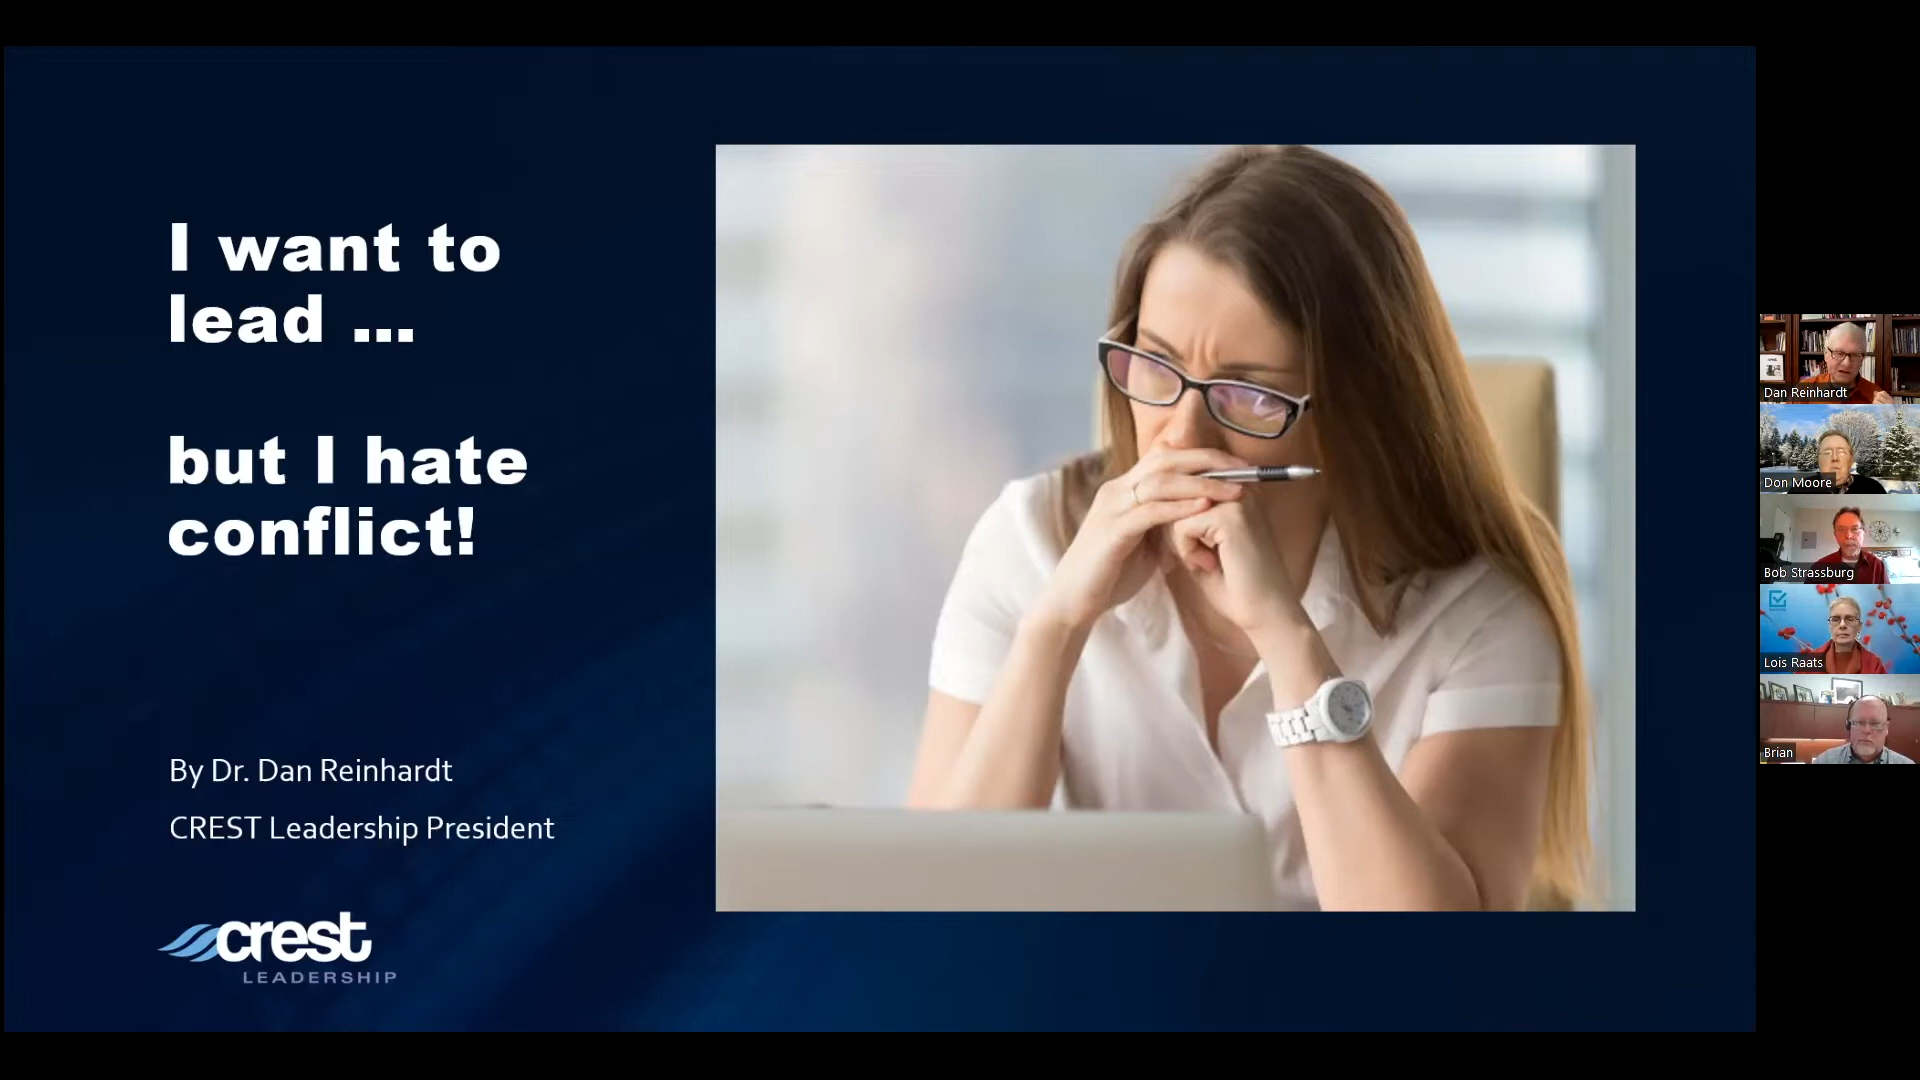 I want to
lead ...
but I hate
conflict!
By Dr. Dan Reinhardt
CREST Leadership President
crest
LEADERSHIP
Dan Reinhardt
Don Moore
Bob Strassburg
Lois Raats
Brian